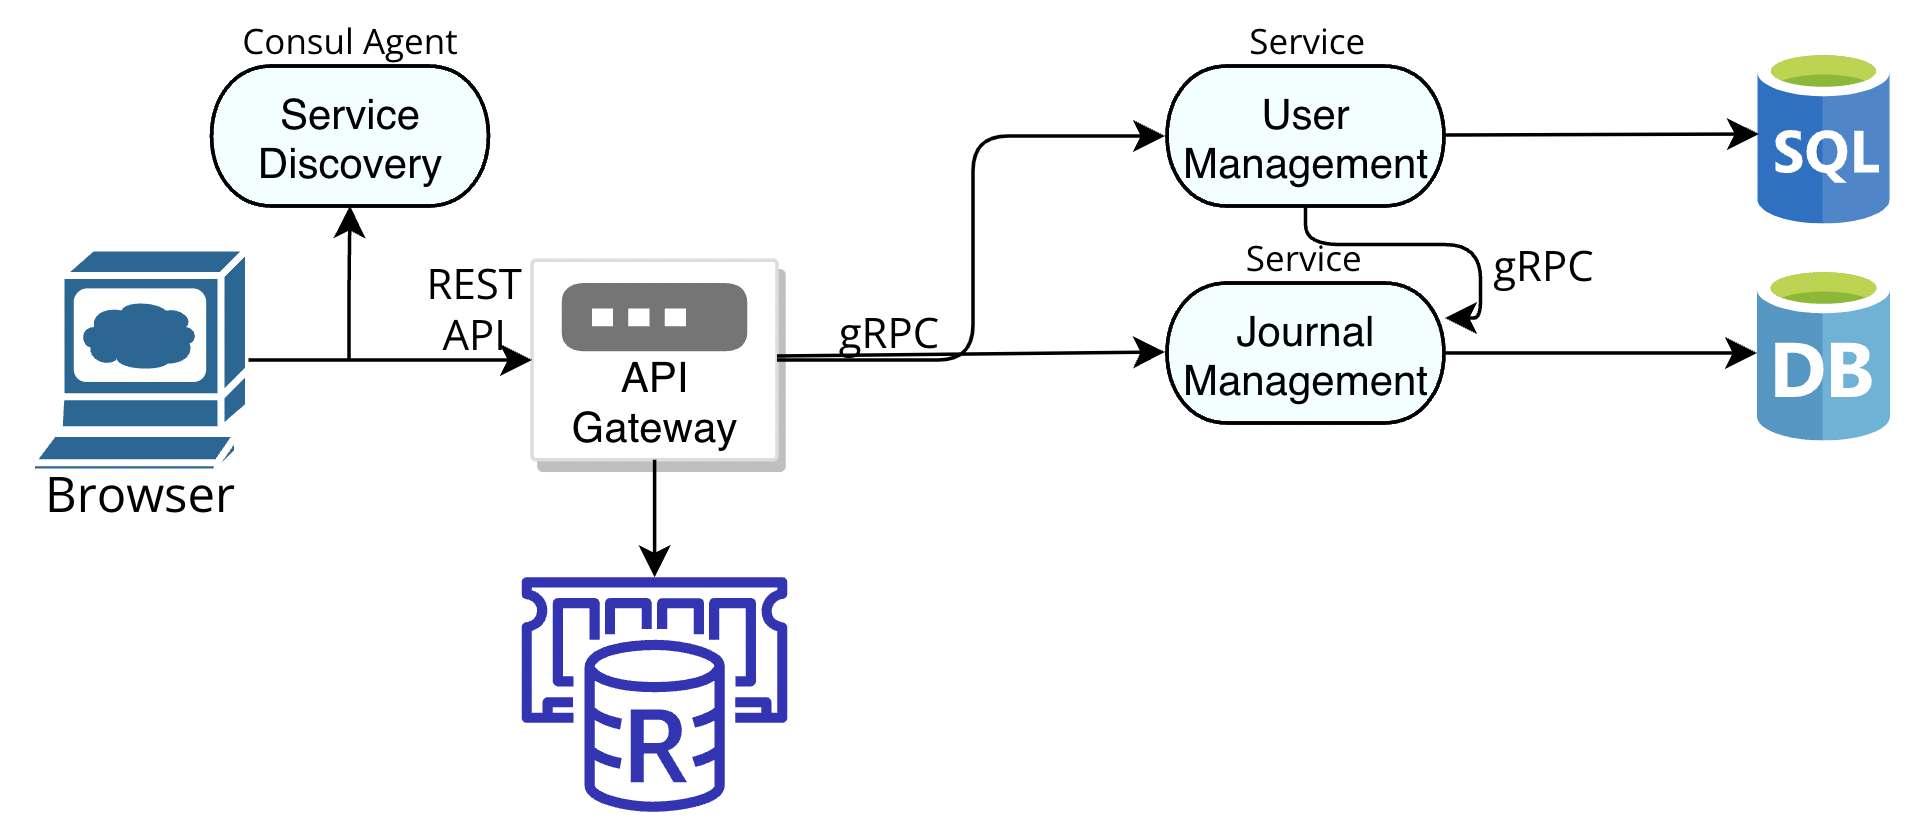 Consul Agent
Service
Discovery
Browser
REST
API
API
Gateway
R
gRPC
Service
User
Management
SQL
gRPC
Service
Journal
Management
DB